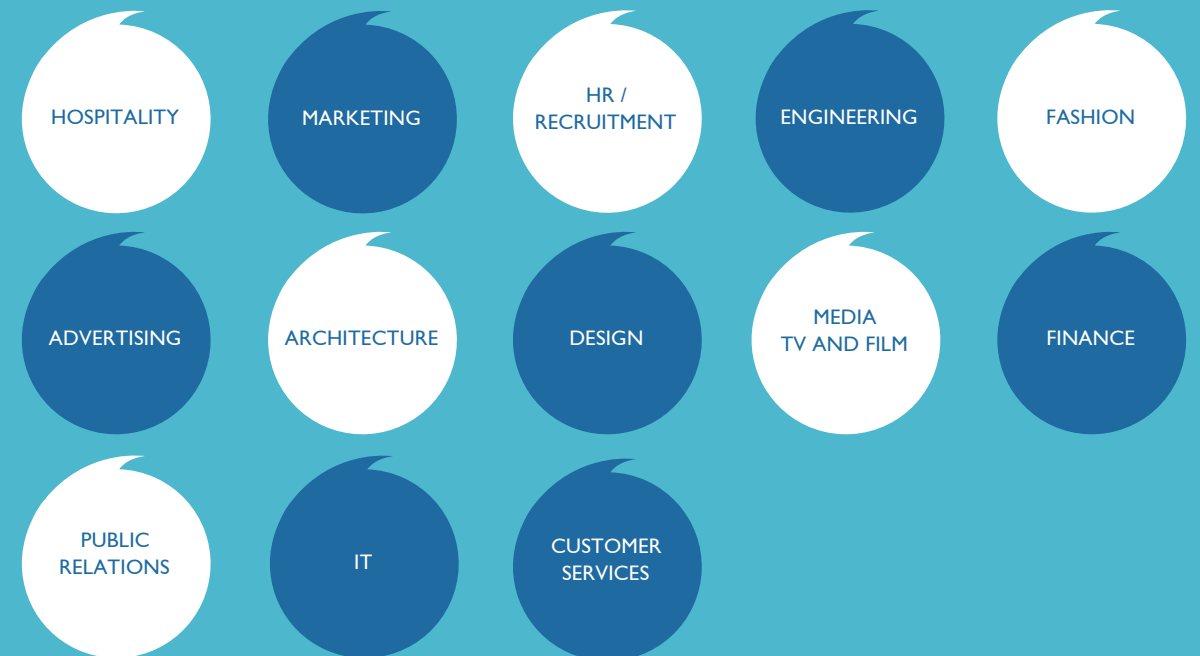 HOSPITALITY
MARKETING
HR /
RECRUITMENT
ENGINEERING
FASHION
ADVERTISING
ARCHITECTURE
DESIGN
MEDIA
TV AND FILM
FINANCE
PUBLIC
RELATIONS
IT
CUSTOMER
SERVICES